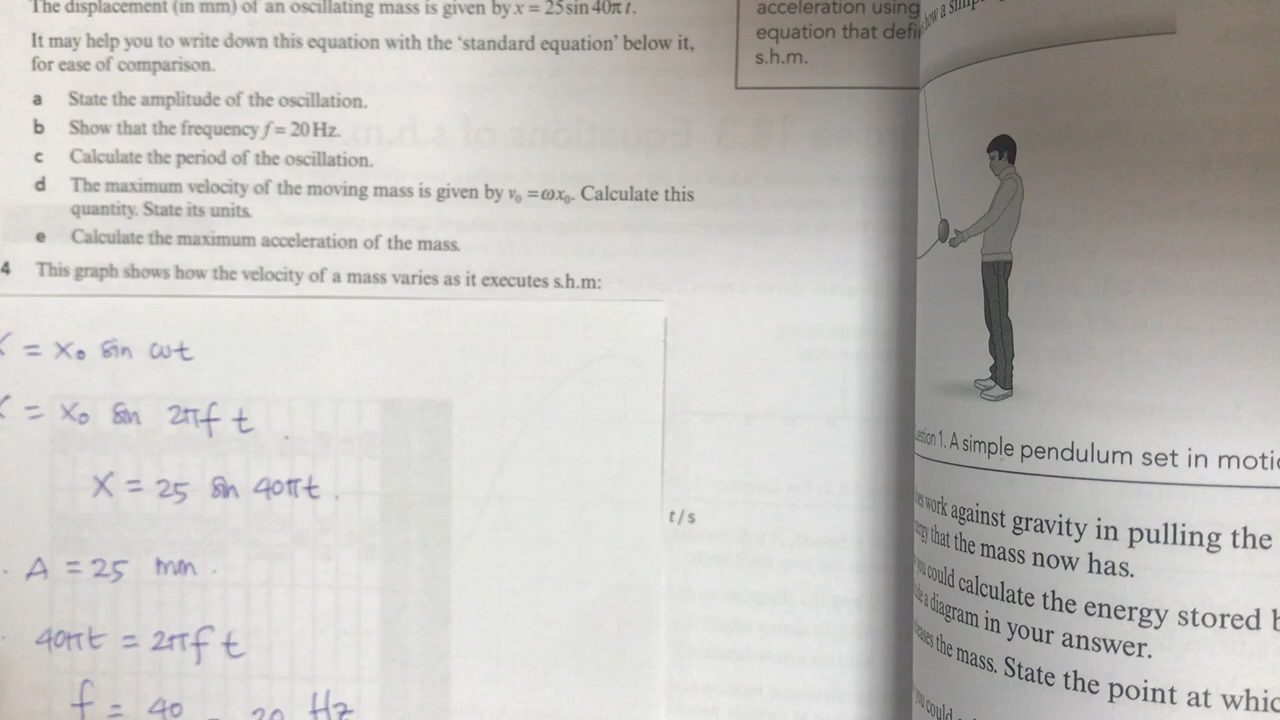 The displacement (in mm) of an oscillating mass is given by x = 25 sin 40π t.
It may help you to write down this equation with the 'standard equation' below it,
for ease of comparison.
a State the amplitude of the oscillation.
b Show that the frequency f = 20 Hz.
c Calculate the period of the oscillation.
d The maximum velocity of the moving mass is given by v₀ = ωx₀. Calculate this
quantity. State its units.
e Calculate the maximum acceleration of the mass.
4 This graph shows how the velocity of a mass varies as it executes s.h.m:
= x₀ sin ωt
= x₀ sin 2πf t
x = 25 sin 40πt.
A = 25 mm.
40πt = 2πf t
f = 40 20 Hz
t/s
acceleration using
equation that
s.h.m.
1. A simple pendulum set in
work against gravity in pulling the
that the mass now has.
could calculate the energy stored
a diagram in your answer.
the mass. State the point at
could